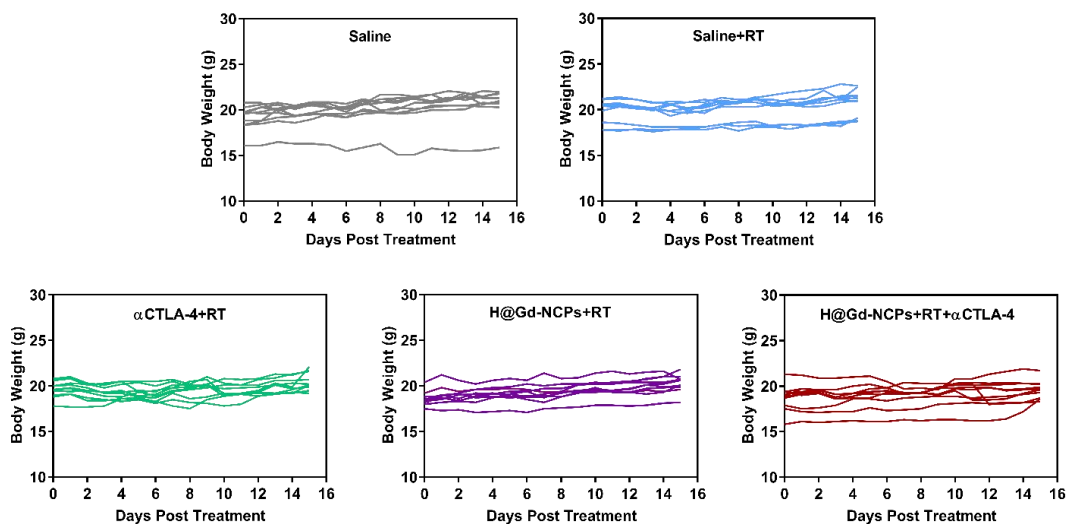 Saline
Body Weight (g)
30
25
20
15
10
0 2 4 6 8 10 12 14 16
Days Post Treatment
Saline+RT
Body Weight (g)
30
25
20
15
10
0 2 4 6 8 10 12 14 16
Days Post Treatment
αCTLA-4+RT
Body Weight (g)
30
25
20
15
10
0 2 4 6 8 10 12 14 16
Days Post Treatment
H@Gd-NCPs+RT
Body Weight (g)
30
25
20
15
10
0 2 4 6 8 10 12 14 16
Days Post Treatment
H@Gd-NCPs+RT+αCTLA-4
Body Weight (g)
30
25
20
15
10
0 2 4 6 8 10 12 14 16
Days Post Treatment